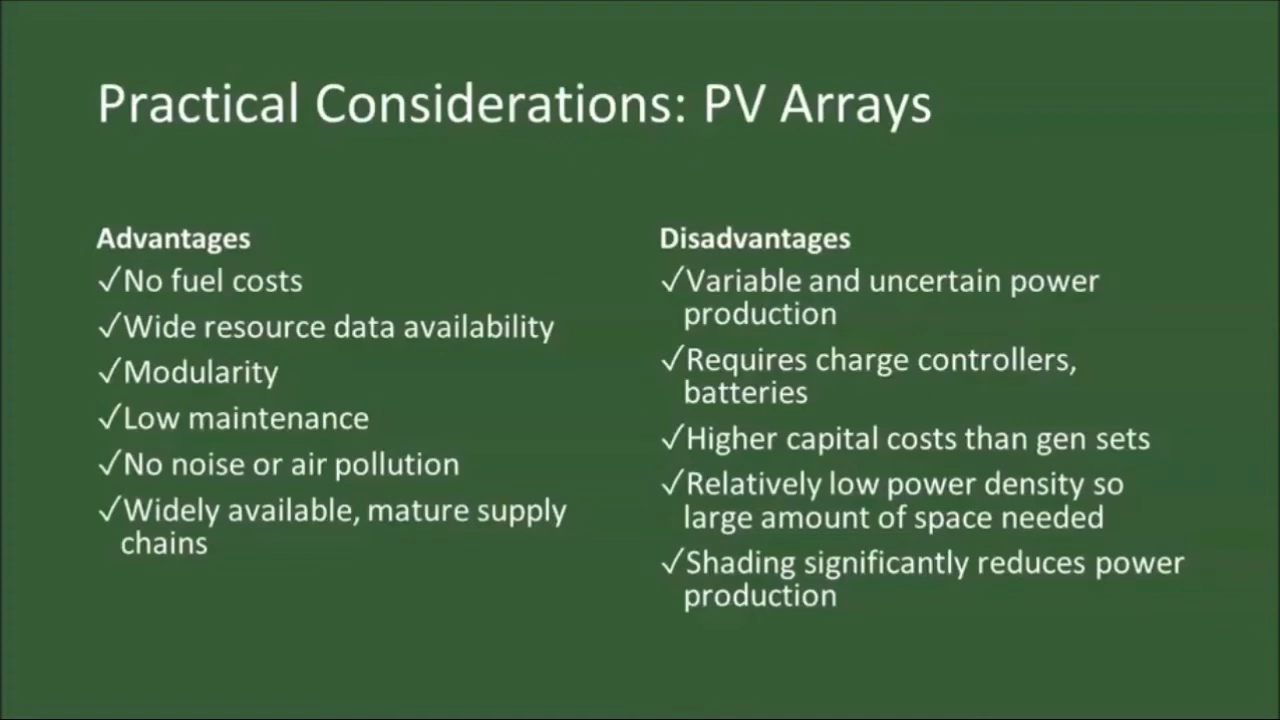 Practical Considerations: PV Arrays
Advantages
✓No fuel costs
✓Wide resource data availability
✓Modularity
✓Low maintenance
✓No noise or air pollution
✓Widely available, mature supply
chains
Disadvantages
✓Variable and uncertain power
production
✓Requires charge controllers,
batteries
✓Higher capital costs than gen sets
✓Relatively low power density so
large amount of space needed
✓Shading significantly reduces power
production